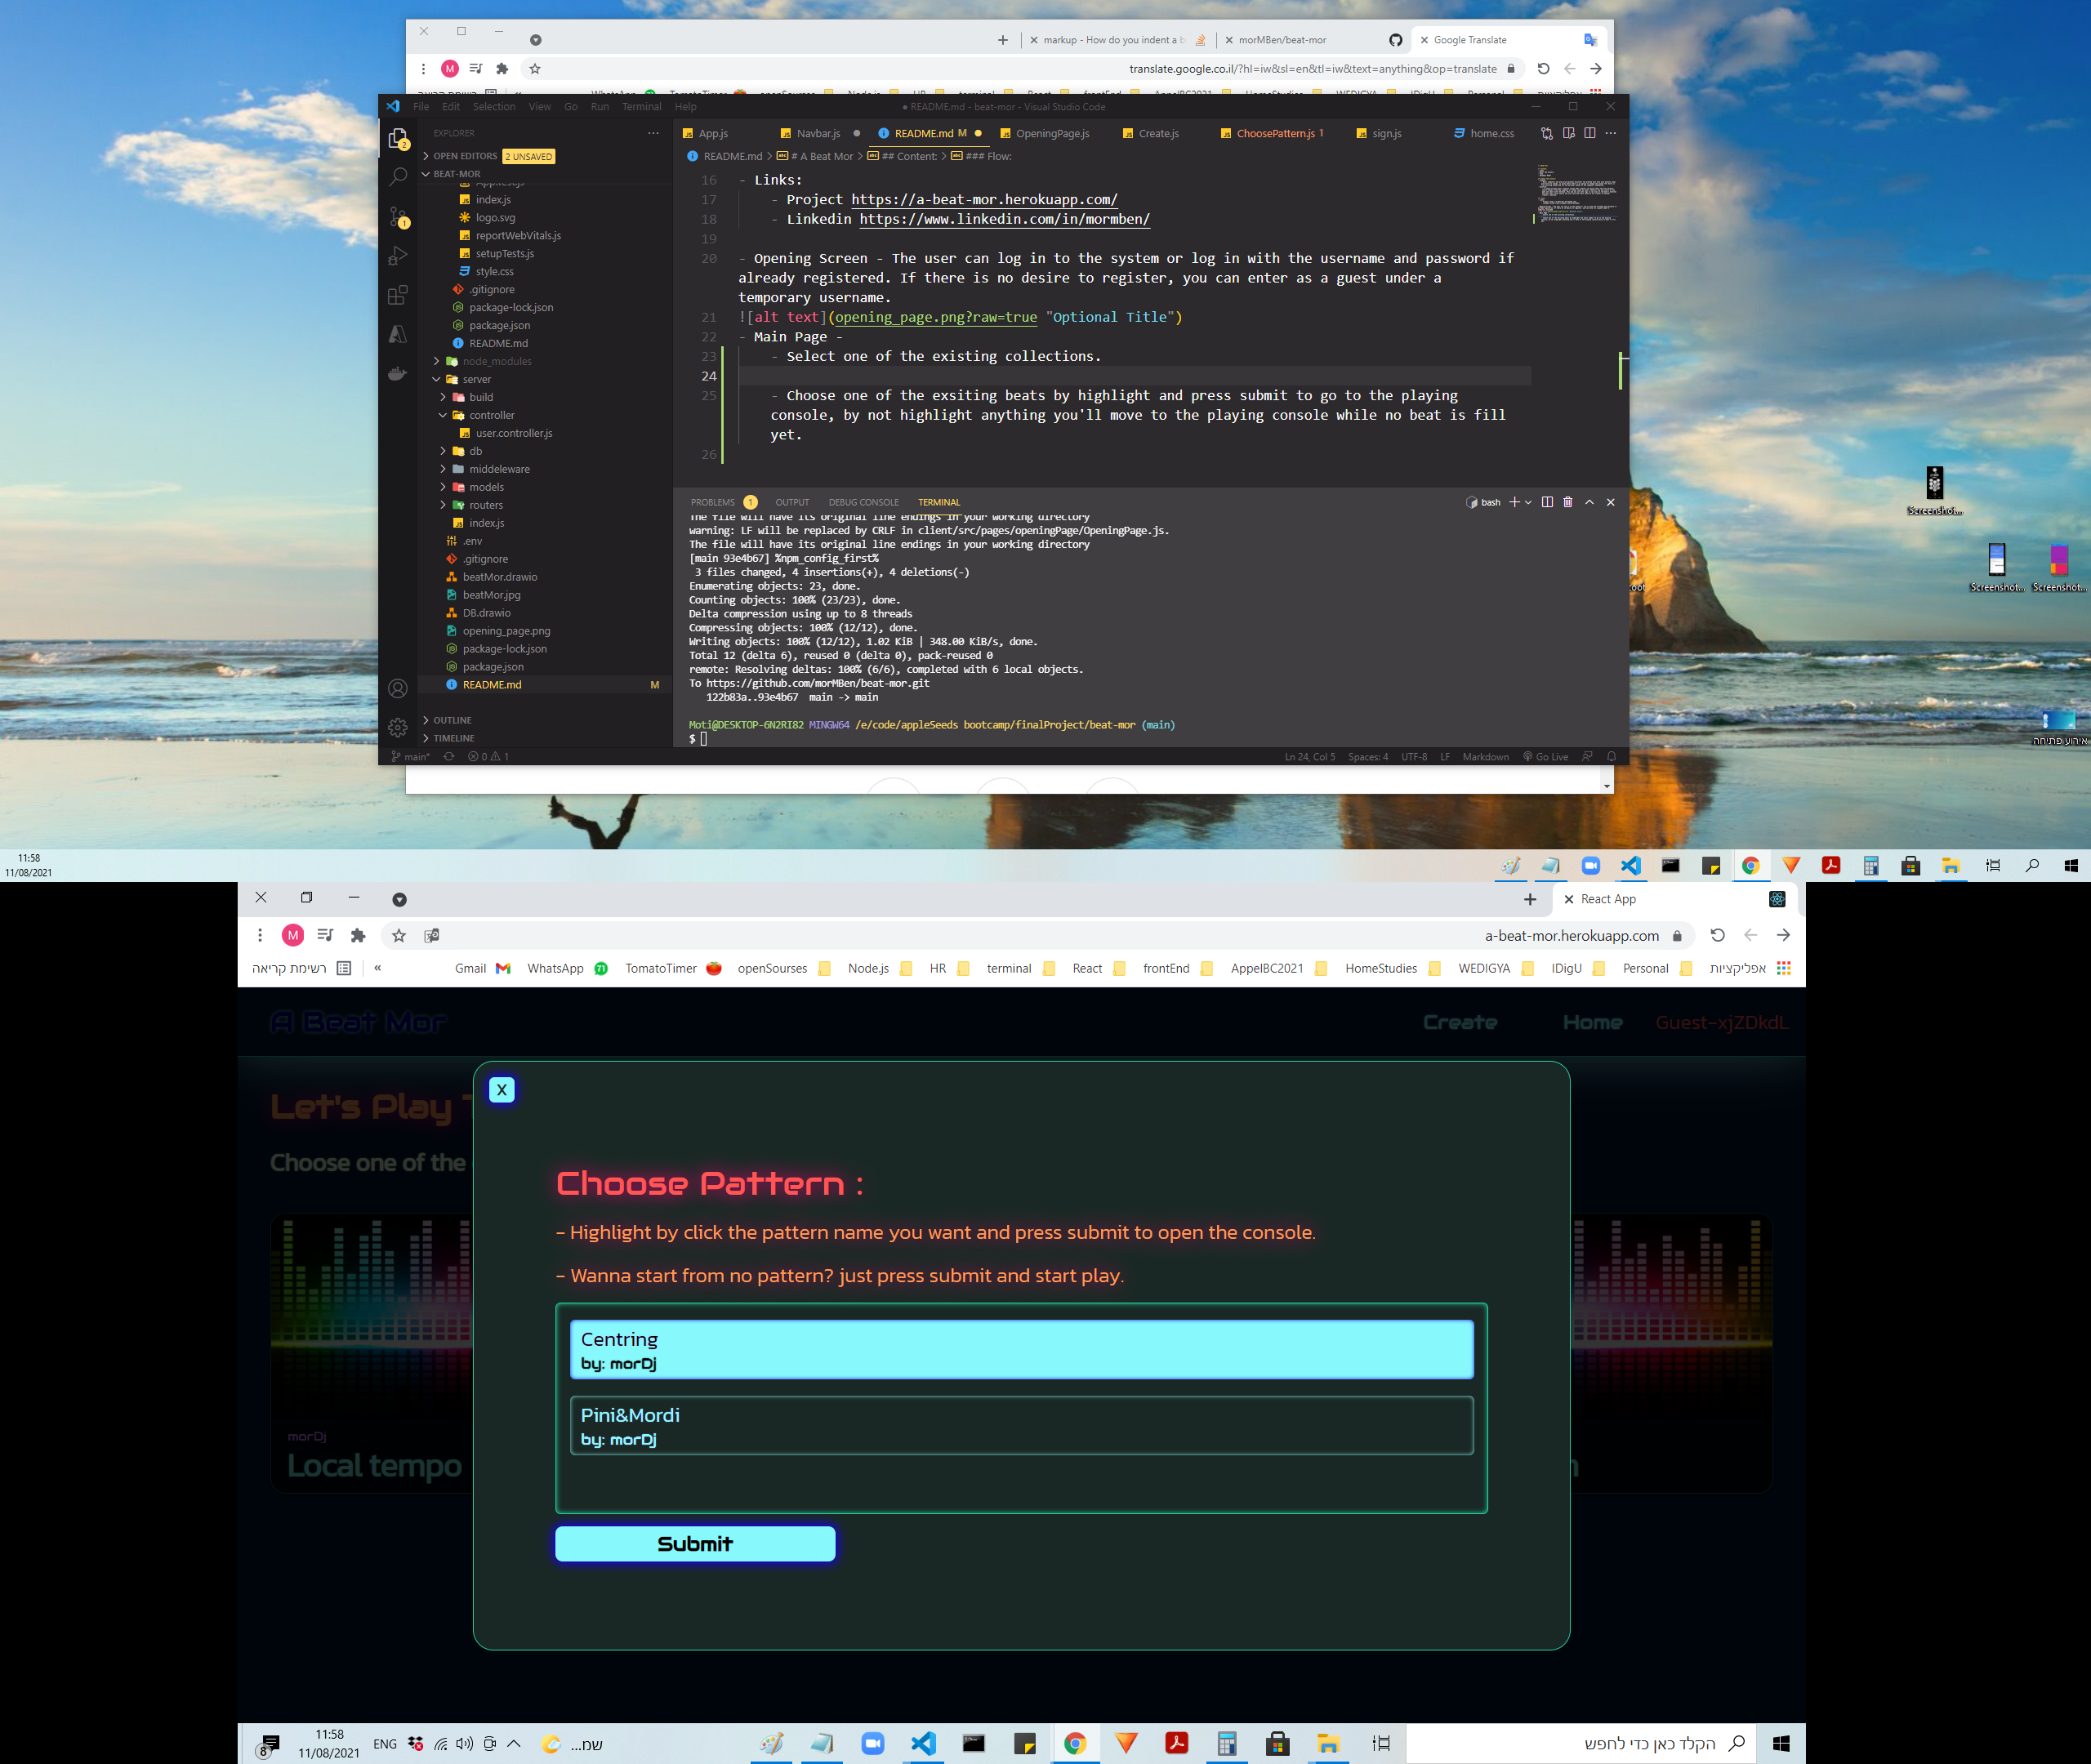 markup - How do you indent a b
morMBen/beat-mor
Google Translate
M
translate.google.co.il/?hl=iw&sl=en&tl=iw&text=anything&op=translate
File Edit Selection View Go Run Terminal Help
● README.md - beat-mor - Visual Studio Code
EXPLORER
OPEN EDITORS 2 UNSAVED
BEAT-MOR
index.js
logo.svg
reportWebVitals.js
setupTests.js
style.css
.gitignore
package-lock.json
package.json
README.md
node_modules
server
build
controller
user.controller.js
db
middeleware
models
routers
index.js
.env
.gitignore
beatMor.drawio
beatMor.jpg
DB.drawio
opening_page.png
package-lock.json
package.json
README.md M
OUTLINE
TIMELINE
App.js Navbar.js README.md M OpeningPage.js Create.js ChoosePattern.js 1 sign.js home.css
README.md > # A Beat Mor > ## Content: > ### Flow:
16 - Links:
17 - Project https://a-beat-mor.herokuapp.com/
18 - Linkedin https://www.linkedin.com/in/mormben/
19
20 - Opening Screen - The user can log in to the system or log in with the username and password if
already registered. If there is no desire to register, you can enter as a guest under a
temporary username.
21 ![alt text](opening_page.png?raw=true "Optional Title")
22 - Main Page -
23 - Select one of the existing collections.
24
25 - Choose one of the exsiting beats by highlight and press submit to go to the playing
console, by not highlight anything you'll move to the playing console while no beat is fill
yet.
26
PROBLEMS 1 OUTPUT DEBUG CONSOLE TERMINAL
bash
The file will have its original line endings in your working directory
warning: LF will be replaced by CRLF in client/src/pages/openingPage/OpeningPage.js.
The file will have its original line endings in your working directory
[main 93e4b67] %npm_config_first%
3 files changed, 4 insertions(+), 4 deletions(-)
Enumerating objects: 23, done.
Counting objects: 100% (23/23), done.
Delta compression using up to 8 threads
Compressing objects: 100% (12/12), done.
Writing objects: 100% (12/12), 1.02 KiB | 348.00 KiB/s, done.
Total 12 (delta 6), reused 0 (delta 0), pack-reused 0
remote: Resolving deltas: 100% (6/6), completed with 6 local objects.
To https://github.com/morMBen/beat-mor.git
122b83a..93e4b67 main -> main
Moti@DESKTOP-6N2RI82 MINGW64 /e/code/appleSeeds bootcamp/finalProject/beat-mor (main)
$
main* 0 1
Ln 24, Col 5 Spaces: 4 UTF-8 LF Markdown Go Live
Screenshot...
Screenshot...
Screenshot...
אירוע פתיחה
11:58
11/08/2021
React App
M
a-beat-mor.herokuapp.com
רשימת קריאה
« Gmail WhatsApp TomatoTimer openSourses Node.js HR terminal React frontEnd AppelBC2021 HomeStudies WEDIGYA IDigU Personal אפליקציות
A Beat Mor
Create Home Guest-xjZDkdL
Let's Play
Choose one of the
morDj
Local tempo
X
Choose Pattern :
- Highlight by click the pattern name you want and press submit to open the console.
- Wanna start from no pattern? just press submit and start play.
Centring
by: morDj
Pini&Mordi
by: morDj
Submit
8
11:58
11/08/2021
ENG
שמ...
הקלד כאן כדי לחפש